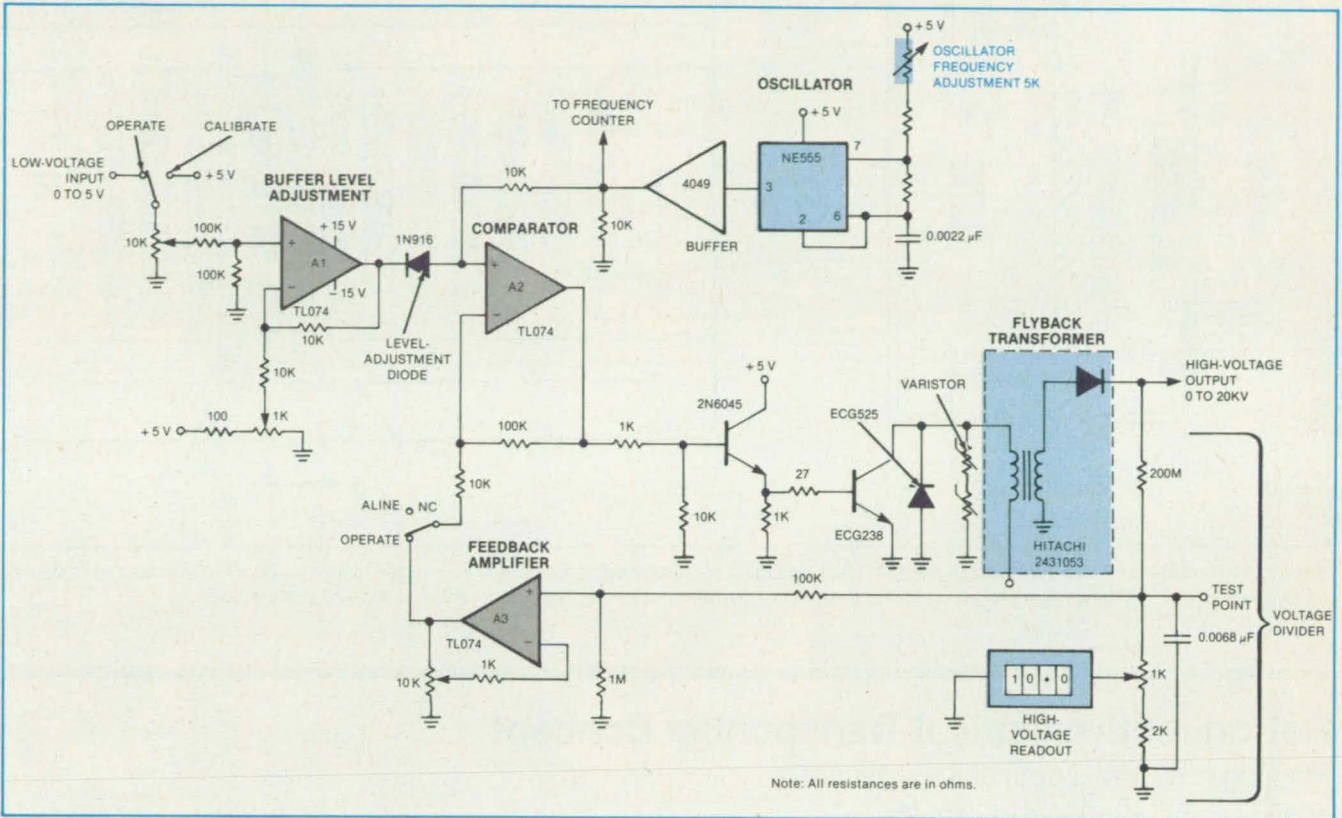 + 5 V
OSCILLATOR
FREQUENCY
ADJUSTMENT 5K
OSCILLATOR
+ 5 V
TO FREQUENCY
COUNTER
OPERATE
CALIBRATE
LOW-VOLTAGE
INPUT
0 TO 5 V
+ 5 V
BUFFER LEVEL
ADJUSTMENT
10K
4049
BUFFER
3
NE555
7
2
6
0.0022 µF
10K
10K
100K
100K
+
A1
−
+ 15 V
− 15 V
TL074
10K
1N916
LEVEL-
ADJUSTMENT
DIODE
COMPARATOR
+
A2
−
TL074
10K
+ 5 V
100
1K
100K
1K
10K
+ 5 V
2N6045
27
1K
ECG525
ECG238
VARISTOR
FLYBACK
TRANSFORMER
HITACHI
2431053
HIGH-VOLTAGE
OUTPUT
0 TO 20KV
200M
10K
ALINE
NC
OPERATE
FEEDBACK
AMPLIFIER
+
A3
−
TL074
10K
1K
1M
100K
TEST
POINT
0.0068 µF
VOLTAGE
DIVIDER
1K
2K
1 0 • 0
HIGH-
VOLTAGE
READOUT
Note: All resistances are in ohms.